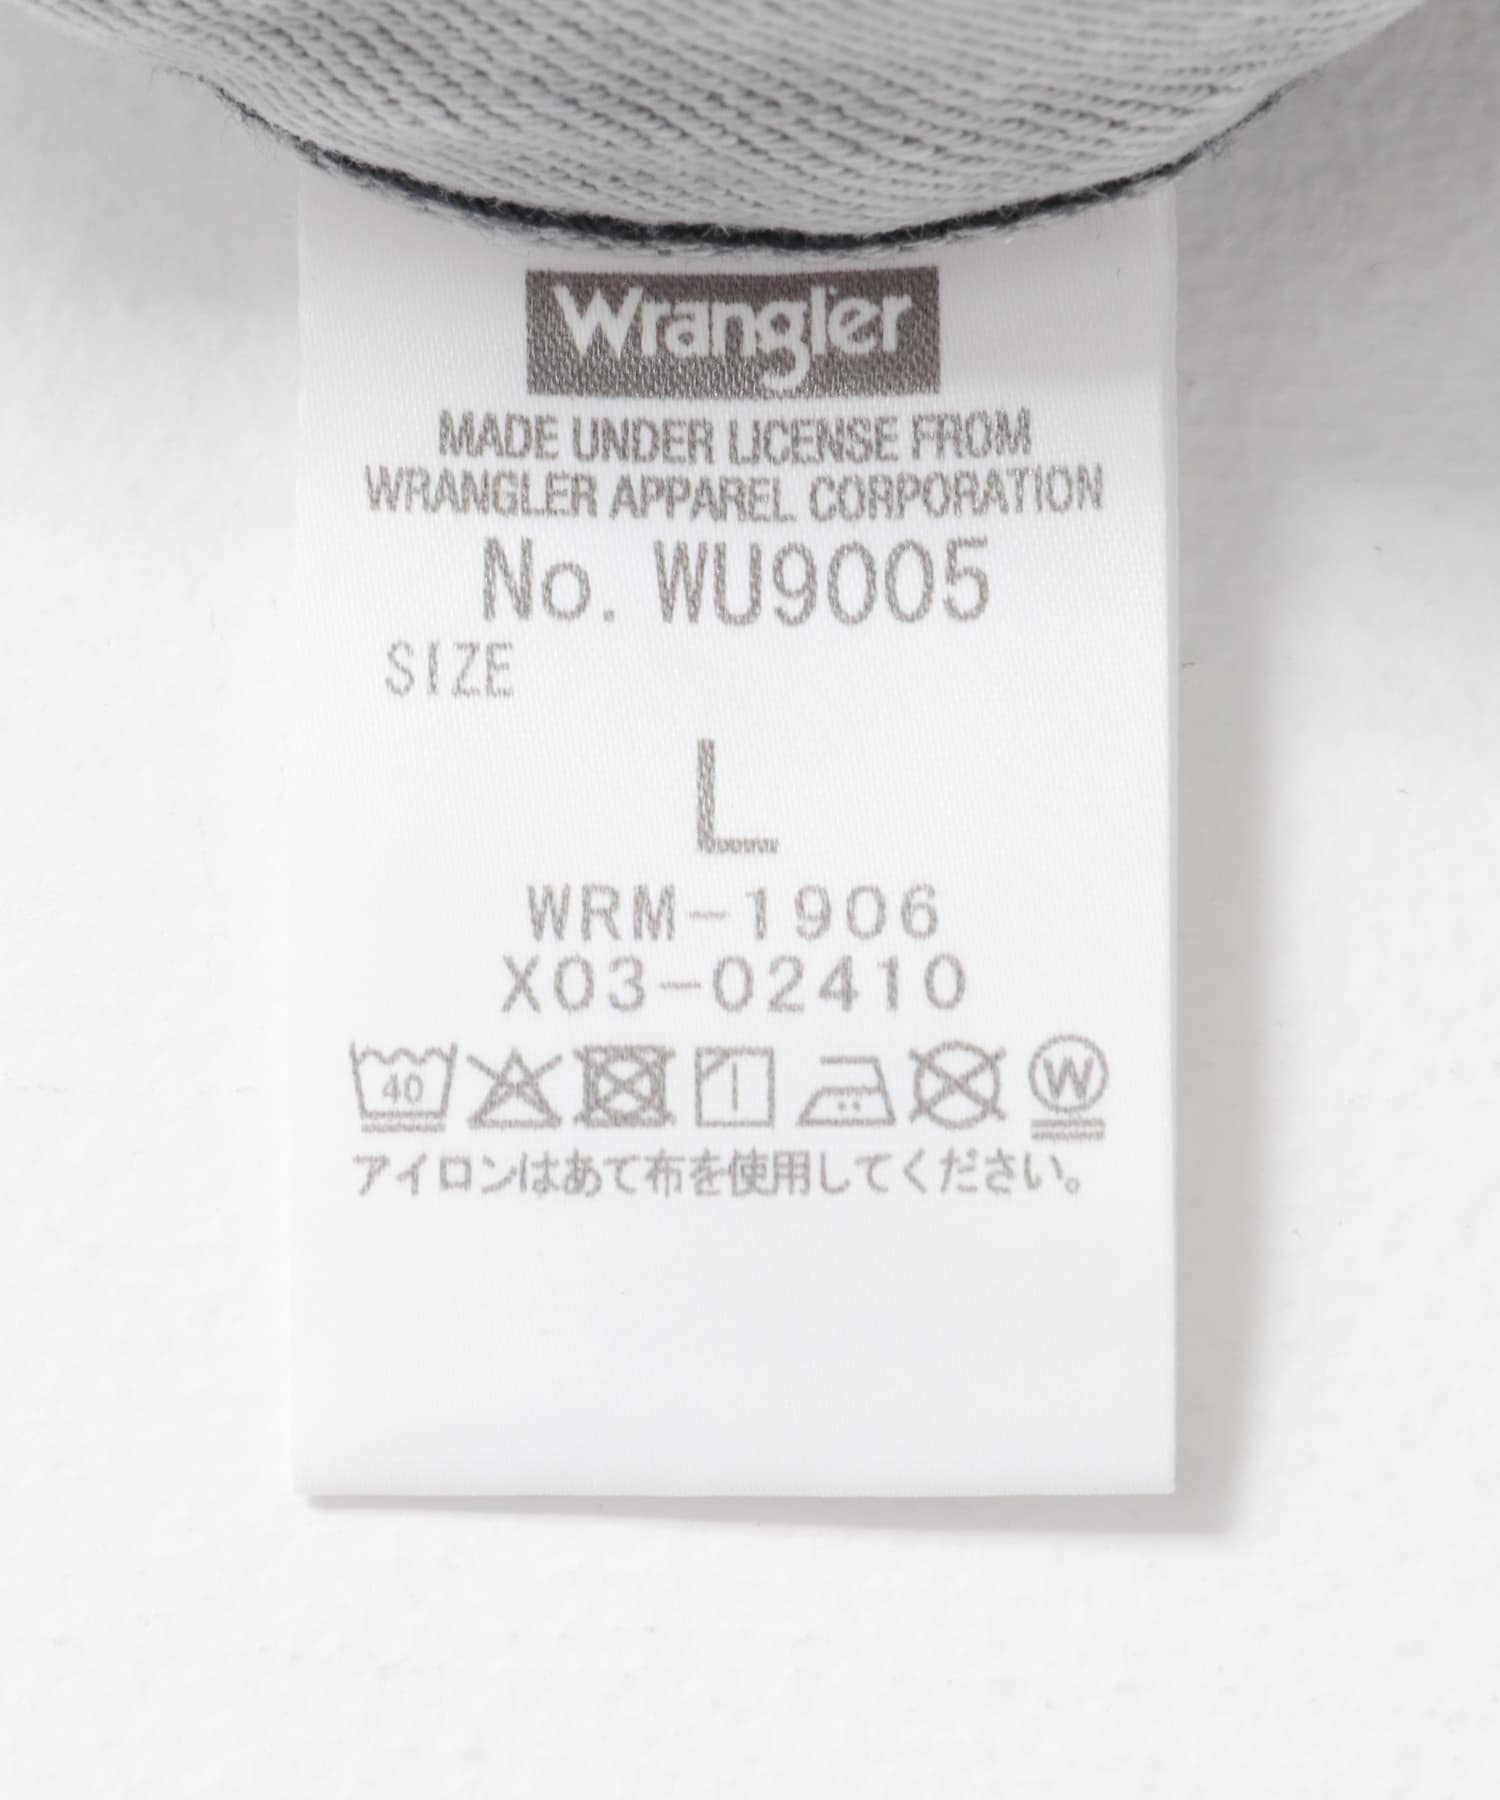 Wrangler
MADE UNDER LICENSE FROM
WRANGLER APPAREL CORPORATION
No. WU9005
SIZE
L
WRM-1906
X03-02410
40 W
アイロンはあて布を使用してください。